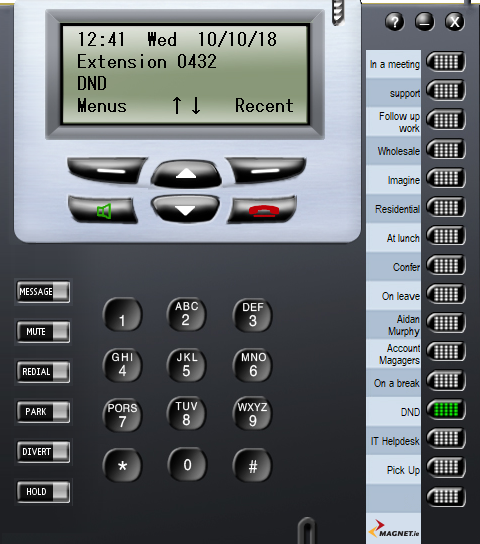 12:41 Wed 10/10/18
Extension 0432
DND
Menus ↑ ↓ Recent
? – X
In a meeting
support
Follow up
work
Wholesale
Imagine
Residential
At lunch
Confer
On leave
Aidan
Murphy
Account
Magagers
On a break
DND
IT Helpdesk
Pick Up
MAGNET.ie
MESSAGE
MUTE
REDIAL
PARK
DIVERT
HOLD
1
ABC
2
DEF
3
GHI
4
JKL
5
MNO
6
PQRS
7
TUV
8
WXYZ
9
*
0
#